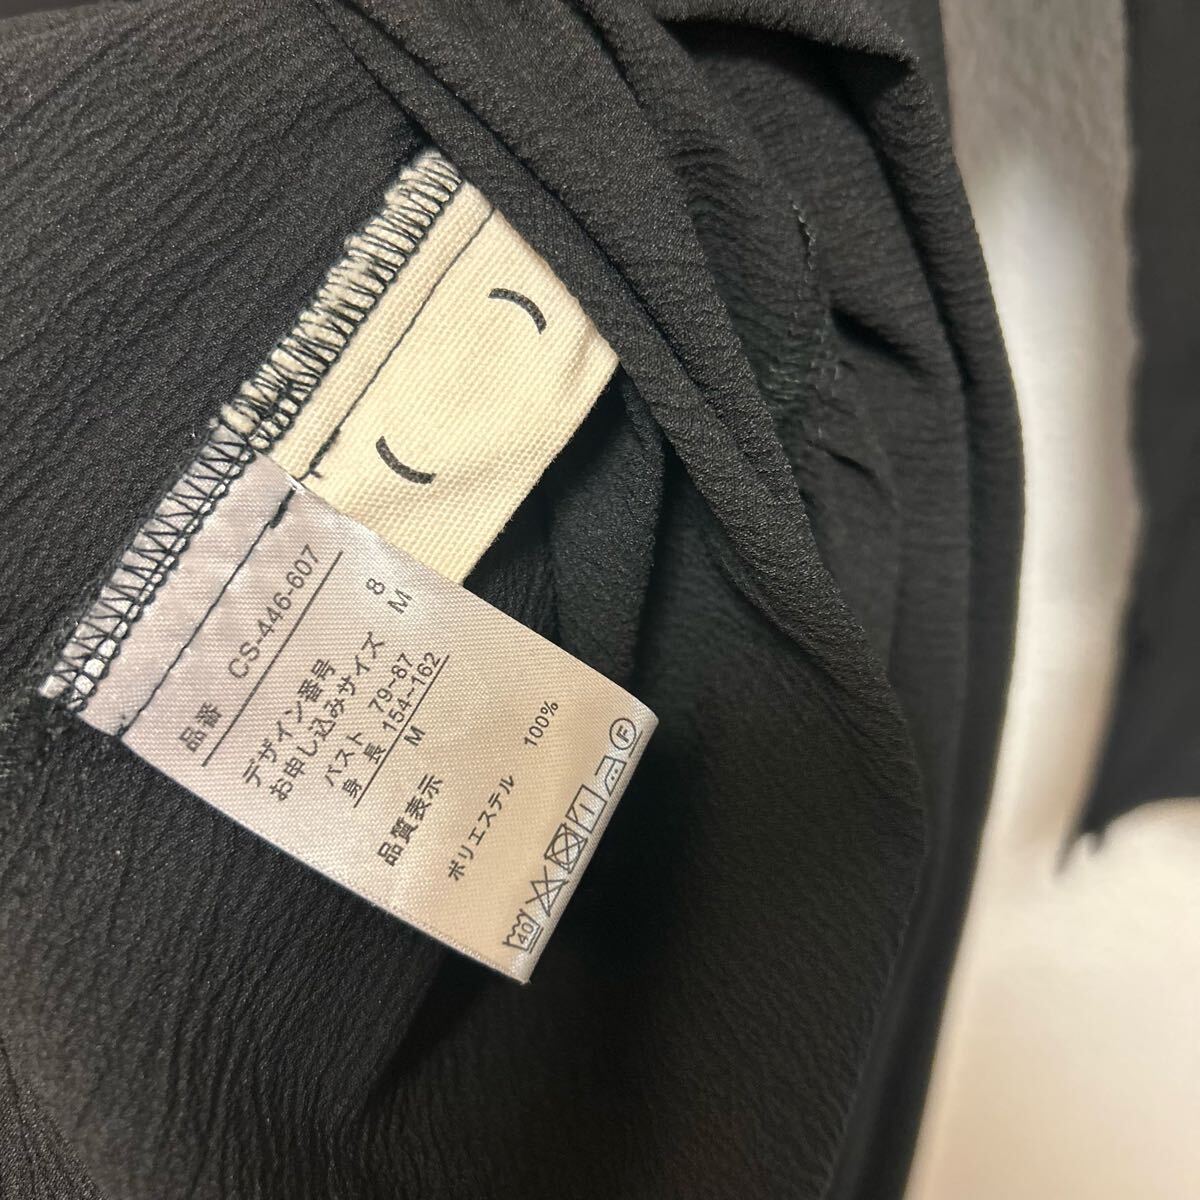 品番 CS-446-607
デザイン番号 8
お申し込みサイズ M
バスト 79~87
身 長 154~162
M
品質表示
ポリエステル 100%
40
F